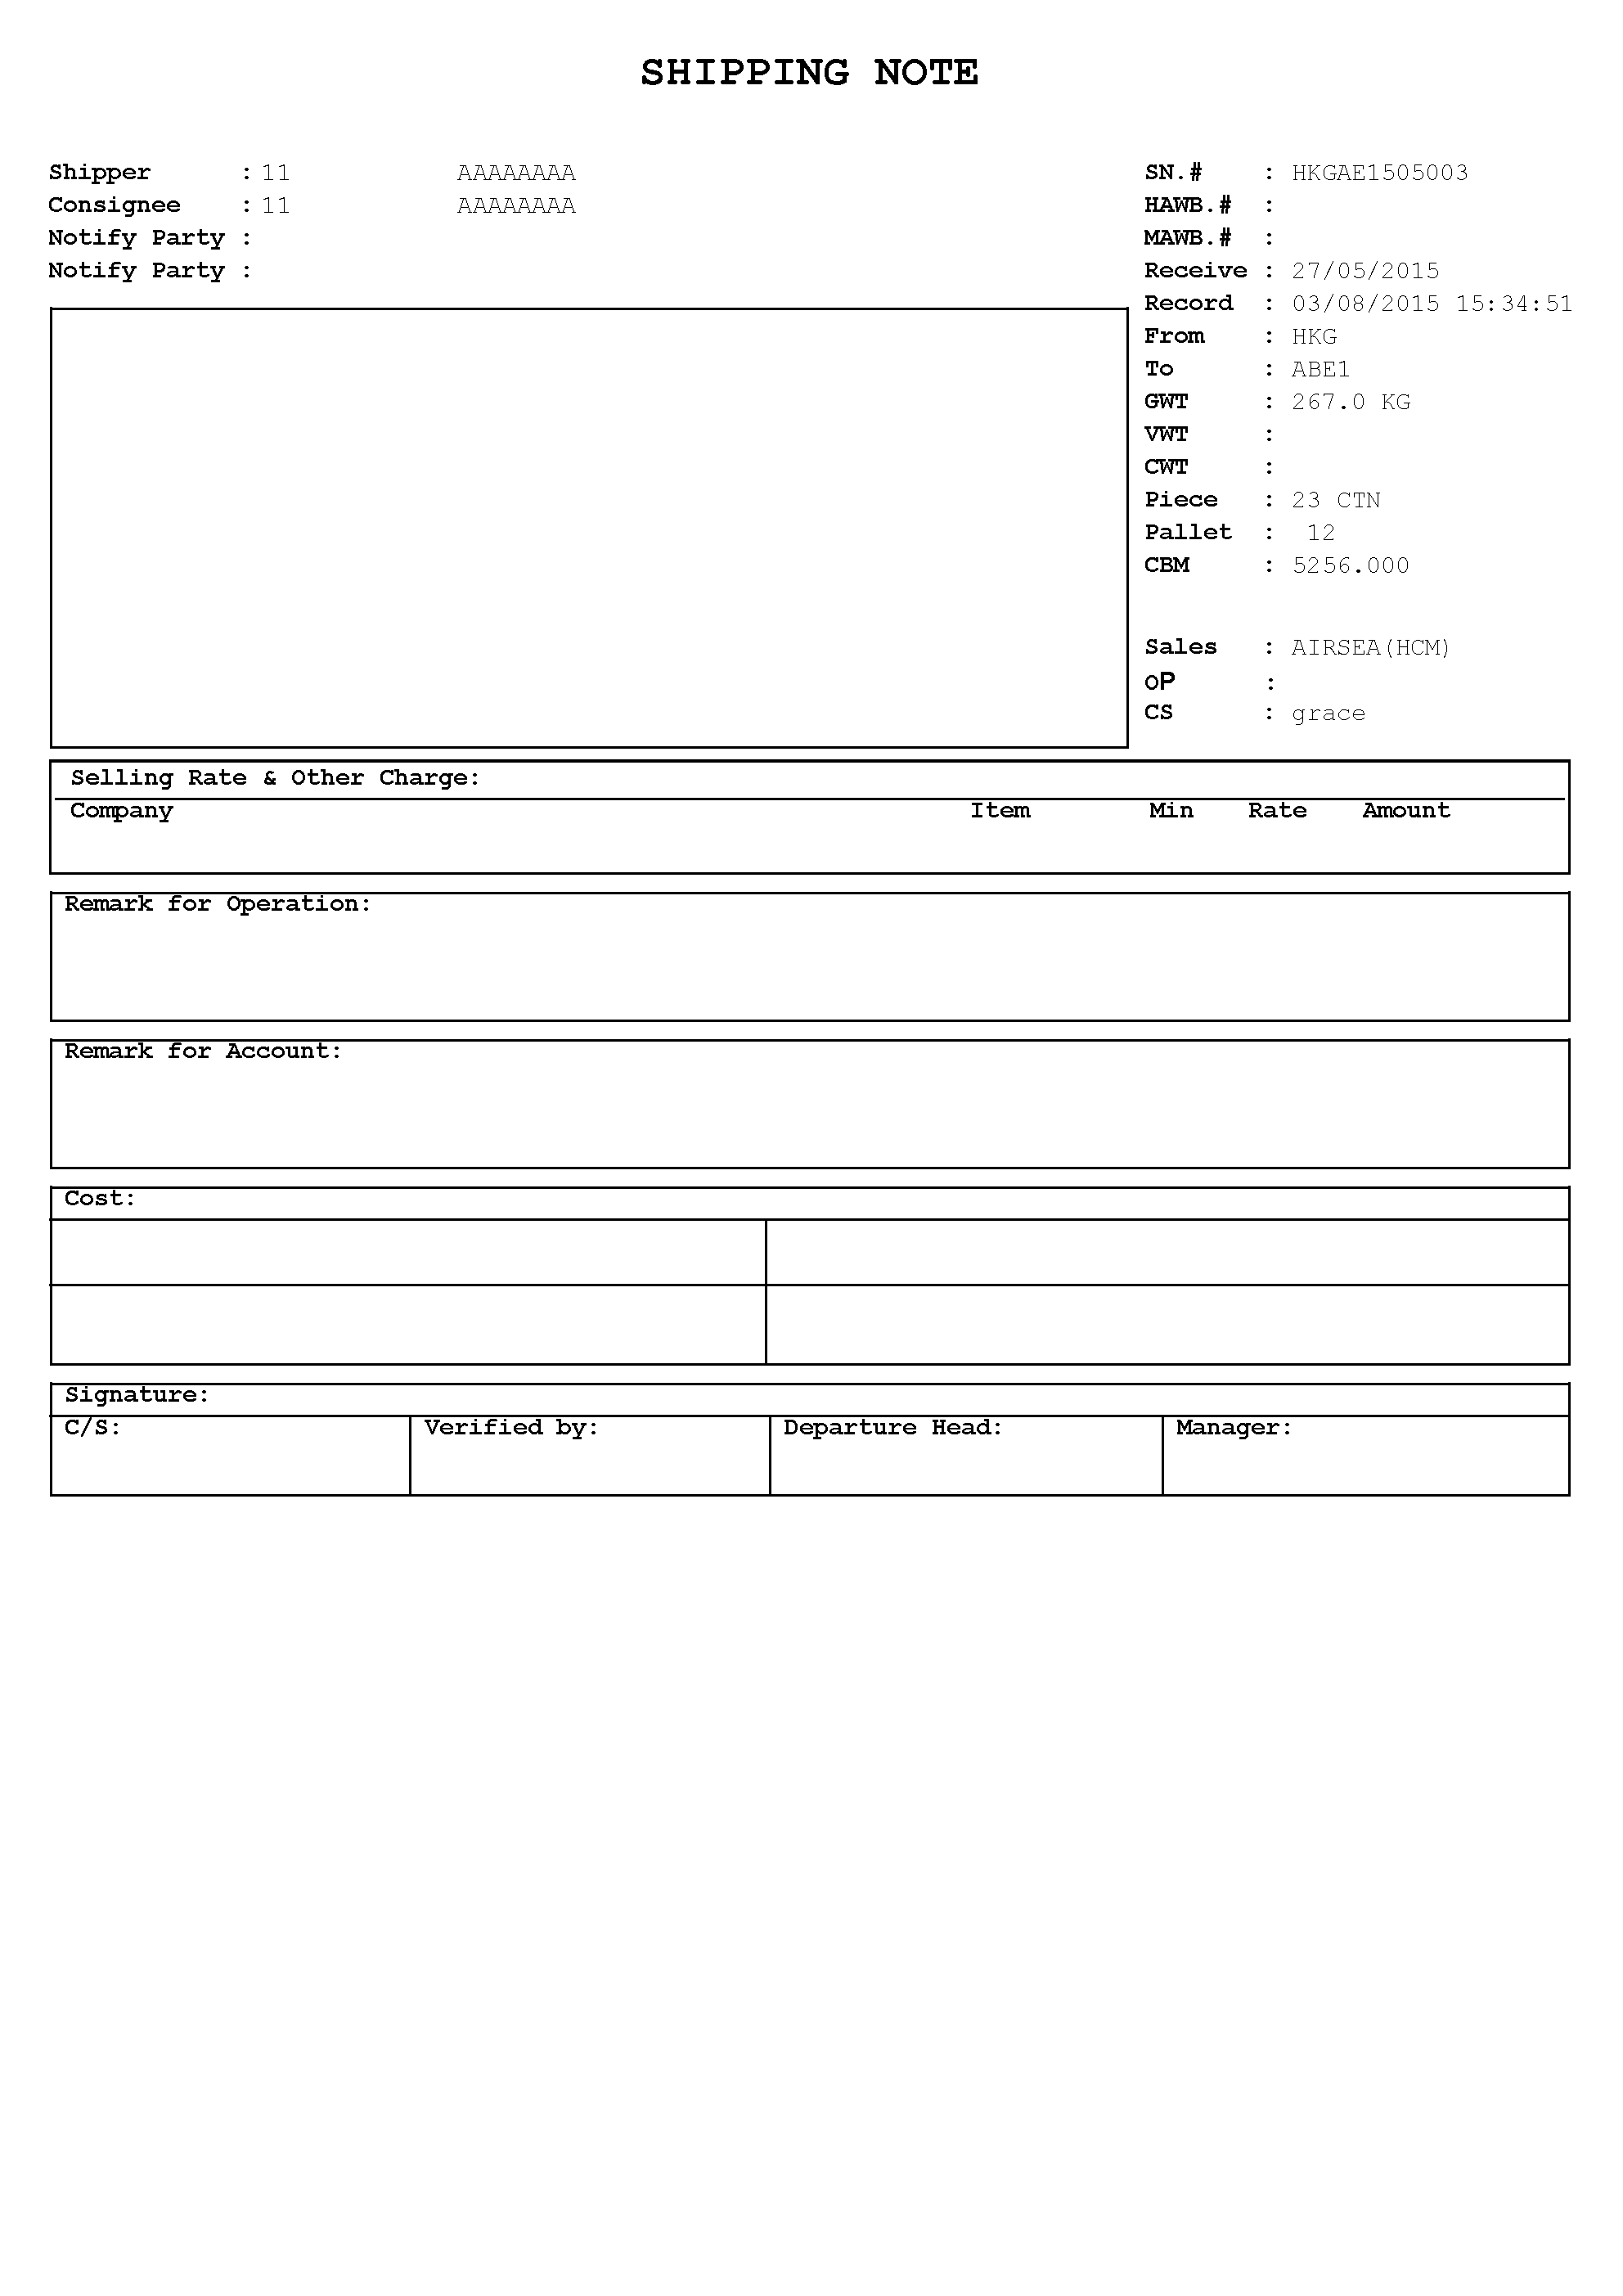 SHIPPING NOTE
Shipper : 11 AAAAAAAA
Consignee : 11 AAAAAAAA
Notify Party :
Notify Party :
SN.# : HKGAE1505003
HAWB.# :
MAWB.# :
Receive : 27/05/2015
Record : 03/08/2015 15:34:51
From : HKG
To : ABE1
GWT : 267.0 KG
VWT :
CWT :
Piece : 23 CTN
Pallet : 12
CBM : 5256.000
Sales : AIRSEA(HCM)
OP :
CS : grace
Selling Rate & Other Charge:
Company Item Min Rate Amount
Remark for Operation:
Remark for Account:
Cost:
Signature:
C/S: Verified by: Departure Head: Manager: